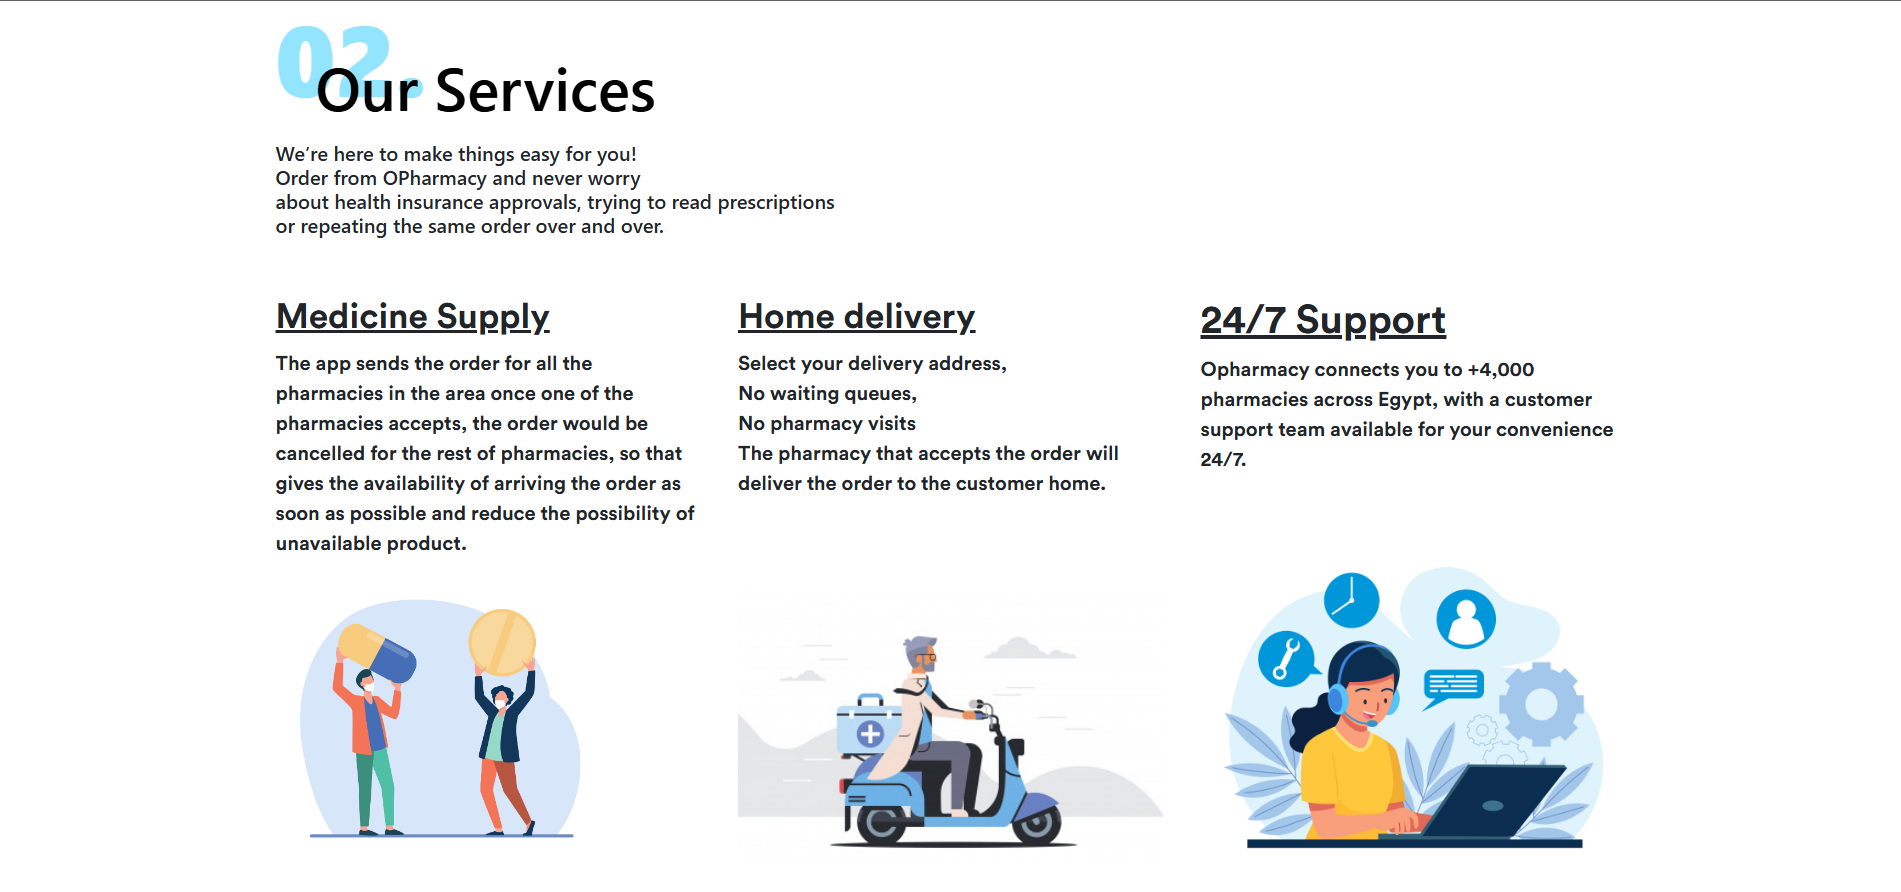 02.
Our Services
We’re here to make things easy for you!
Order from OPharmacy and never worry
about health insurance approvals, trying to read prescriptions
or repeating the same order over and over.
Medicine Supply
The app sends the order for all the
pharmacies in the area once one of the
pharmacies accepts, the order would be
cancelled for the rest of pharmacies, so that
gives the availability of arriving the order as
soon as possible and reduce the possibility of
unavailable product.
Home delivery
Select your delivery address,
No waiting queues,
No pharmacy visits
The pharmacy that accepts the order will
deliver the order to the customer home.
24/7 Support
Opharmacy connects you to +4,000
pharmacies across Egypt, with a customer
support team available for your convenience
24/7.